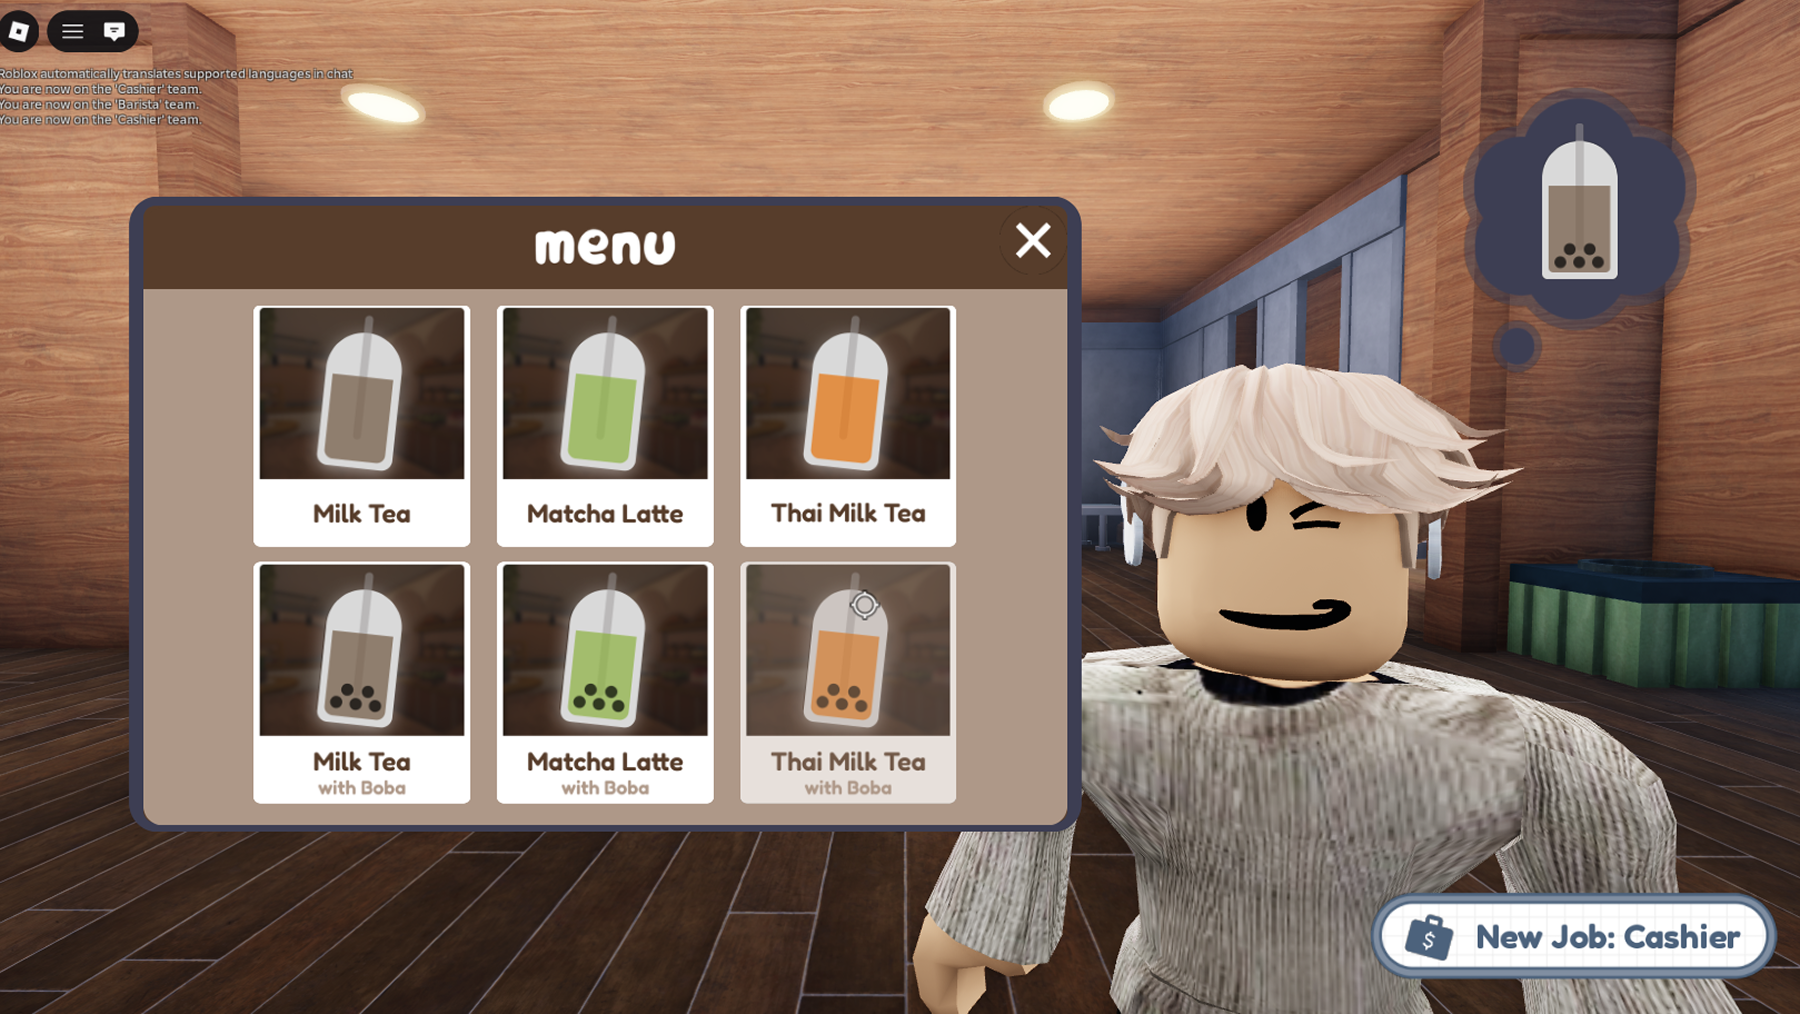 Roblox automatically translates supported languages in chat
You are now on the 'Cashier' team.
You are now on the 'Barista' team.
You are now on the 'Cashier' team.
menu
Milk Tea
Matcha Latte
Thai Milk Tea
Milk Tea
with Boba
Matcha Latte
with Boba
Thai Milk Tea
with Boba
$
New Job: Cashier